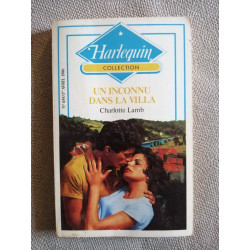 Harlequin
COLLECTION
UN INCONNU
DANS LA VILLA
Charlotte Lamb